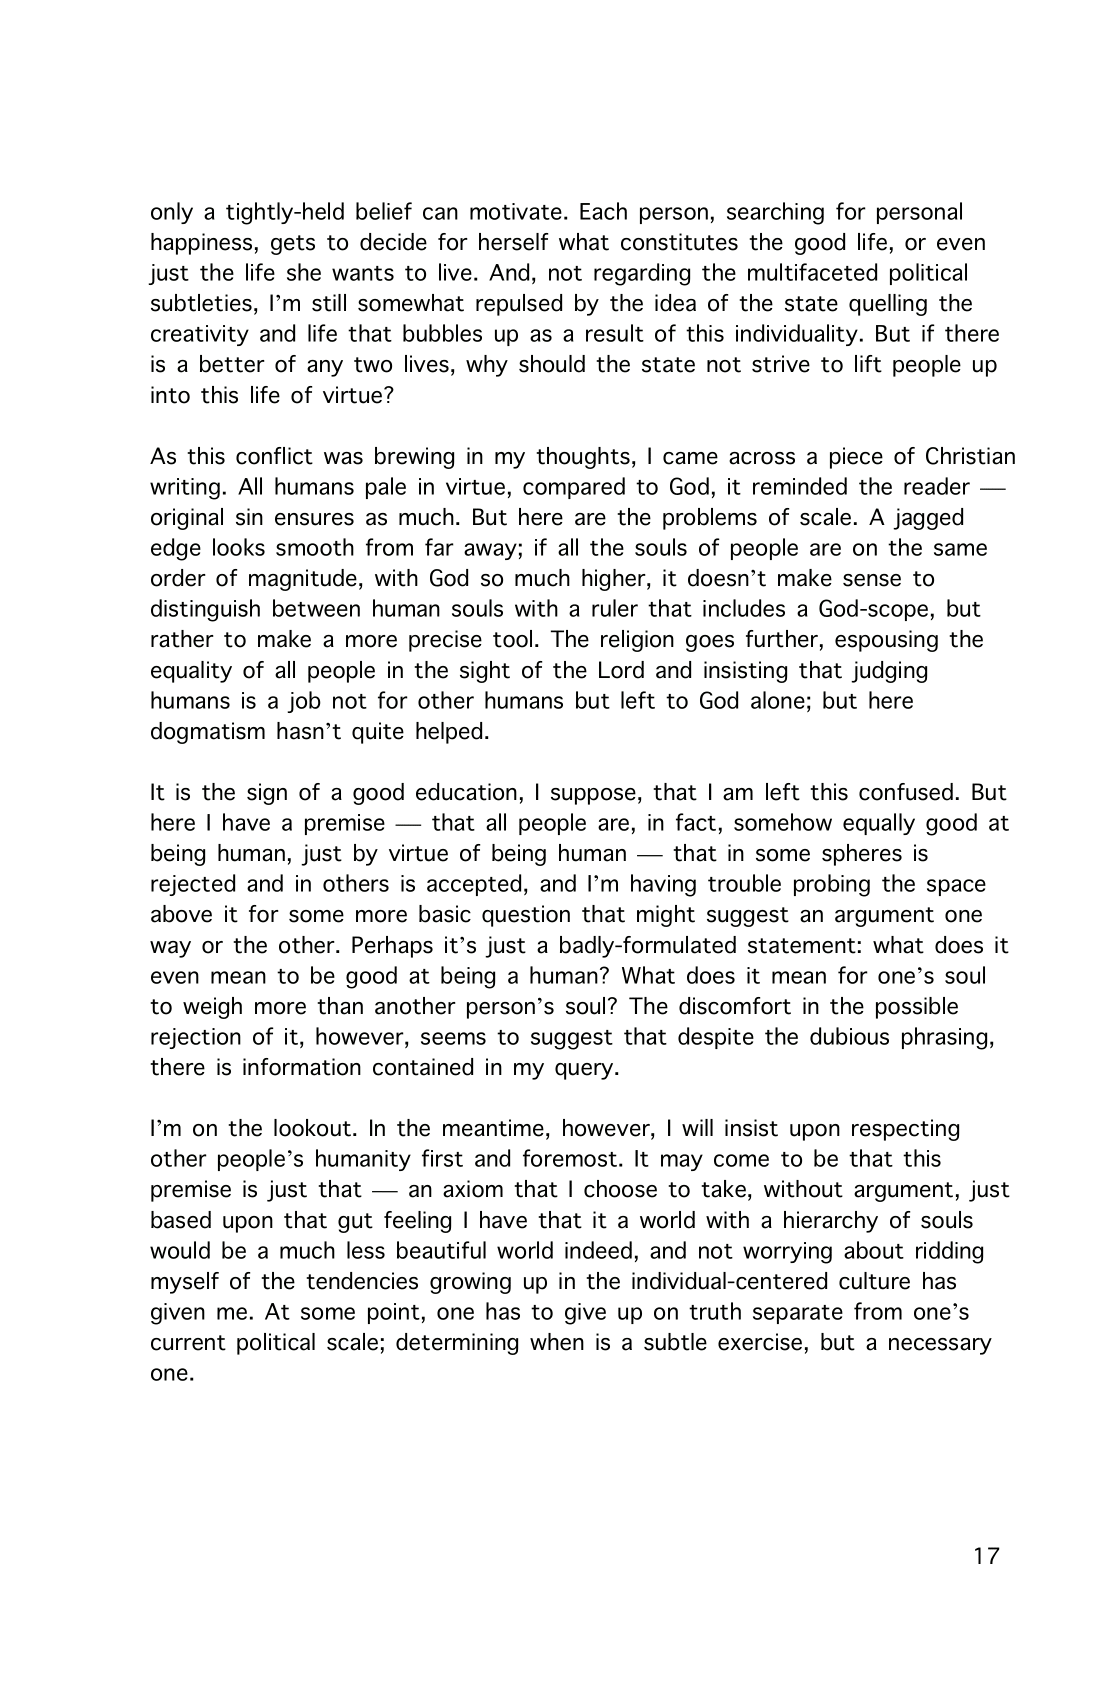 only a tightly-held belief can motivate. Each person, searching for personal
happiness, gets to decide for herself what constitutes the good life, or even
just the life she wants to live. And, not regarding the multifaceted political
subtleties, I’m still somewhat repulsed by the idea of the state quelling the
creativity and life that bubbles up as a result of this individuality. But if there
is a better of any two lives, why should the state not strive to lift people up
into this life of virtue?
As this conflict was brewing in my thoughts, I came across a piece of Christian
writing. All humans pale in virtue, compared to God, it reminded the reader —
original sin ensures as much. But here are the problems of scale. A jagged
edge looks smooth from far away; if all the souls of people are on the same
order of magnitude, with God so much higher, it doesn’t make sense to
distinguish between human souls with a ruler that includes a God-scope, but
rather to make a more precise tool. The religion goes further, espousing the
equality of all people in the sight of the Lord and insisting that judging
humans is a job not for other humans but left to God alone; but here
dogmatism hasn’t quite helped.
It is the sign of a good education, I suppose, that I am left this confused. But
here I have a premise — that all people are, in fact, somehow equally good at
being human, just by virtue of being human — that in some spheres is
rejected and in others is accepted, and I’m having trouble probing the space
above it for some more basic question that might suggest an argument one
way or the other. Perhaps it’s just a badly-formulated statement: what does it
even mean to be good at being a human? What does it mean for one’s soul
to weigh more than another person’s soul? The discomfort in the possible
rejection of it, however, seems to suggest that despite the dubious phrasing,
there is information contained in my query.
I’m on the lookout. In the meantime, however, I will insist upon respecting
other people’s humanity first and foremost. It may come to be that this
premise is just that — an axiom that I choose to take, without argument, just
based upon that gut feeling I have that it a world with a hierarchy of souls
would be a much less beautiful world indeed, and not worrying about ridding
myself of the tendencies growing up in the individual-centered culture has
given me. At some point, one has to give up on truth separate from one’s
current political scale; determining when is a subtle exercise, but a necessary
one.
17